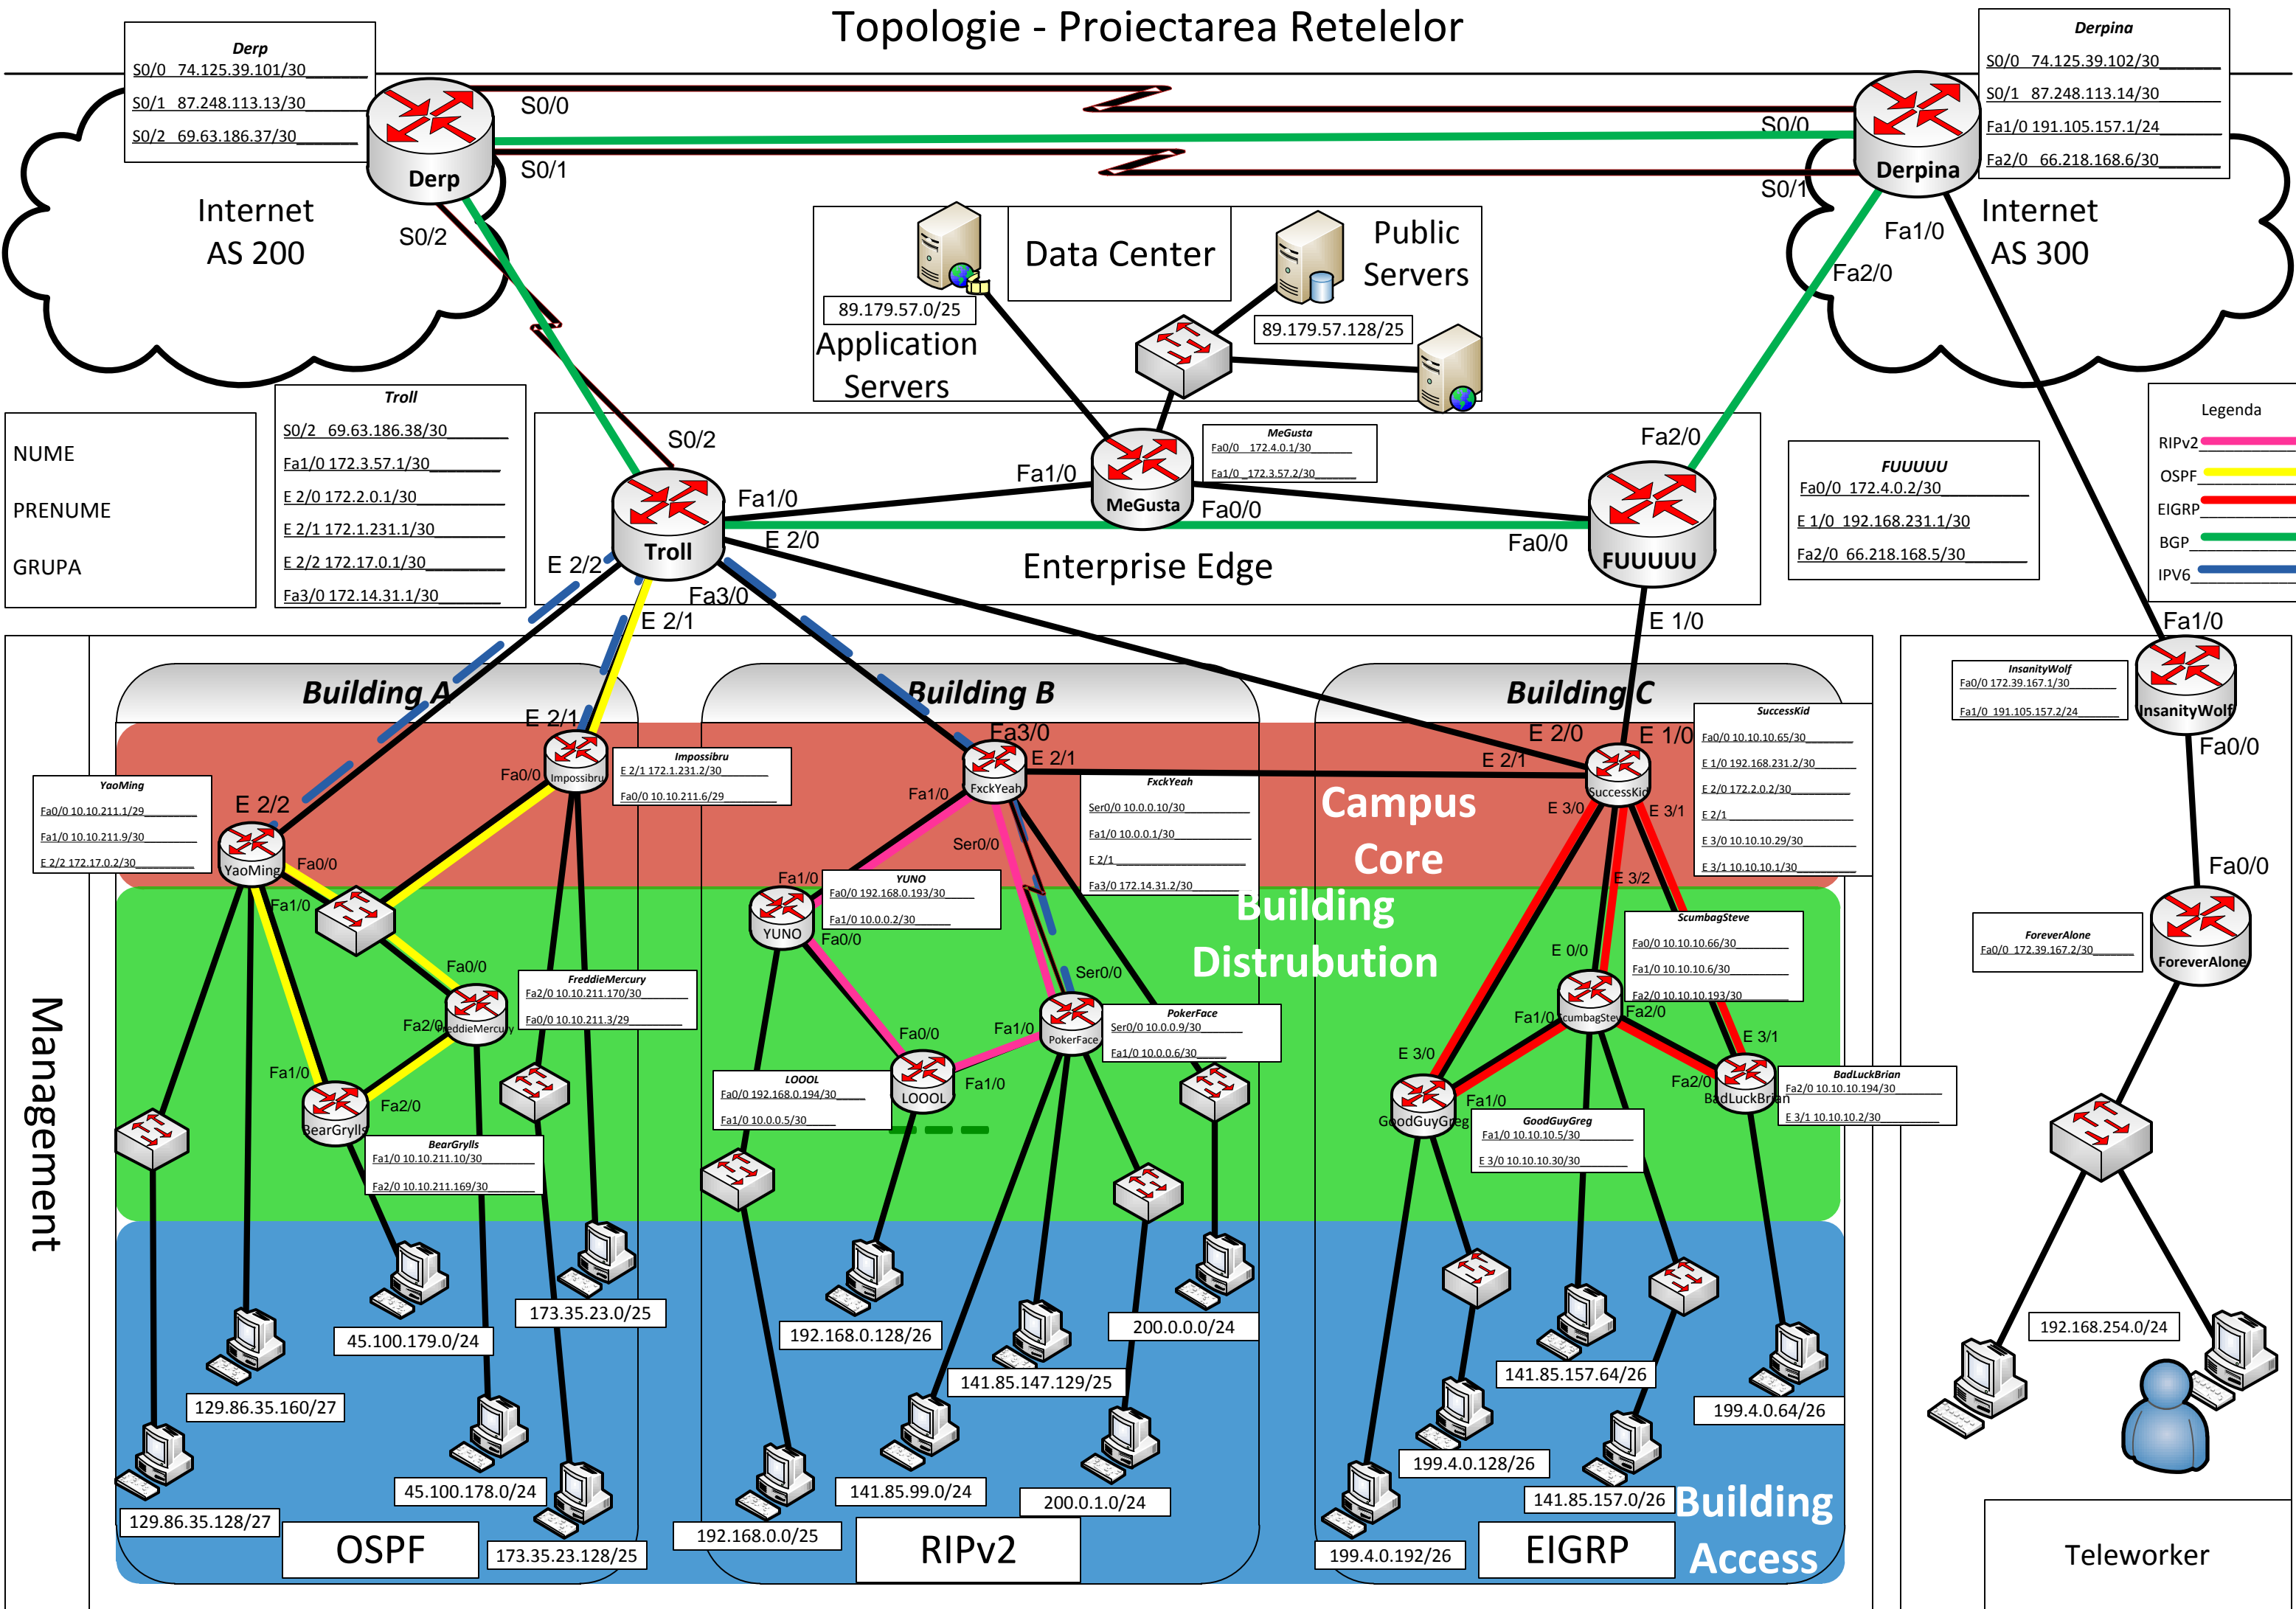 Topologie - Proiectarea Retelelor
Derp
S0/0 74.125.39.101/30
S0/1 87.248.113.13/30
S0/2 69.63.186.37/30
Derpina
S0/0 74.125.39.102/30
S0/1 87.248.113.14/30
Fa1/0 191.105.157.1/24
Fa2/0 66.218.168.6/30
S0/0
S0/0
S0/1
S0/1
Derp
Derpina
Internet
AS 200
S0/2
Internet
AS 300
Fa1/0
Fa2/0
Data Center
Public
Servers
89.179.57.0/25
89.179.57.128/25
Application
Servers
NUME
PRENUME
GRUPA
Troll
S0/2 69.63.186.38/30
Fa1/0 172.3.57.1/30
E 2/0 172.2.0.1/30
E 2/1 172.1.231.1/30
E 2/2 172.17.0.1/30
Fa3/0 172.14.31.1/30
S0/2
Fa1/0
Fa1/0
MeGusta
Fa0/0 172.4.0.1/30
Fa1/0 172.3.57.2/30
MeGusta
Fa0/0
Fa2/0
FUUUUU
Fa0/0 172.4.0.2/30
E 1/0 192.168.231.1/30
Fa2/0 66.218.168.5/30
Legenda
RIPv2
OSPF
EIGRP
BGP
IPV6
Troll
E 2/0
E 2/2
Fa3/0
E 2/1
Enterprise Edge
Fa0/0
FUUUUU
E 1/0
Fa1/0
InsanityWolf
Fa0/0 172.39.167.1/30
Fa1/0 191.105.157.2/24
InsanityWolf
Fa0/0
Management
Building A
Building B
Building C
E 2/1
Fa0/0
Impossibru
Impossibru
E 2/1 172.1.231.2/30
Fa0/0 10.10.211.6/29
YaoMing
Fa0/0 10.10.211.1/29
Fa1/0 10.10.211.9/30
E 2/2 172.17.0.2/30
E 2/2
YaoMing
Fa0/0
Fa1/0
Fa3/0
E 2/1
FxckYeah
Fa1/0
Ser0/0
FxckYeah
Ser0/0 10.0.0.10/30
Fa1/0 10.0.0.1/30
E 2/1
Fa3/0 172.14.31.2/30
E 2/0
E 1/0
E 2/1
SuccessKid
E 3/0
E 3/1
E 3/2
SuccessKid
Fa0/0 10.10.10.65/30
E 1/0 192.168.231.2/30
E 2/0 172.2.0.2/30
E 2/1
E 3/0 10.10.10.29/30
E 3/1 10.10.10.1/30
Campus
Core
Building
Distrubution
Fa1/0
YUNO
Fa0/0 192.168.0.193/30
Fa1/0 10.0.0.2/30
YUNO
Fa0/0
Fa0/0
FreddieMercury
Fa2/0
FreddieMercury
Fa2/0 10.10.211.170/30
Fa0/0 10.10.211.3/29
Fa1/0
Fa2/0
BearGrylls
BearGrylls
Fa1/0 10.10.211.10/30
Fa2/0 10.10.211.169/30
Ser0/0
Fa1/0
PokerFace
PokerFace
Ser0/0 10.0.0.9/30
Fa1/0 10.0.0.6/30
Fa0/0
Fa1/0
LOOOL
LOOOL
Fa0/0 192.168.0.194/30
Fa1/0 10.0.0.5/30
E 0/0
ScumbagSteve
Fa0/0 10.10.10.66/30
Fa1/0 10.10.10.6/30
Fa2/0 10.10.10.193/30
Fa1/0
ScumbagSteve
Fa2/0
E 3/0
Fa1/0
GoodGuyGreg
GoodGuyGreg
Fa1/0 10.10.10.5/30
E 3/0 10.10.10.30/30
E 3/1
Fa2/0
BadLuckBrian
BadLuckBrian
Fa2/0 10.10.10.194/30
E 3/1 10.10.10.2/30
Fa0/0
ForeverAlone
Fa0/0 172.39.167.2/30
ForeverAlone
173.35.23.0/25
45.100.179.0/24
129.86.35.160/27
45.100.178.0/24
129.86.35.128/27
173.35.23.128/25
OSPF
192.168.0.128/26
200.0.0.0/24
141.85.147.129/25
141.85.99.0/24
200.0.1.0/24
192.168.0.0/25
RIPv2
141.85.157.64/26
199.4.0.64/26
199.4.0.128/26
141.85.157.0/26
199.4.0.192/26
EIGRP
Building
Access
192.168.254.0/24
Teleworker